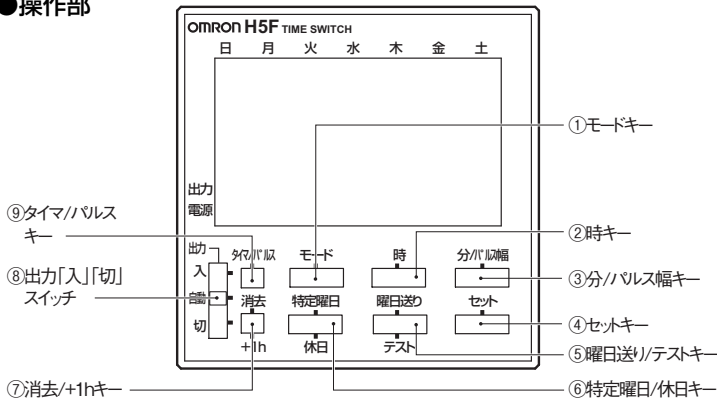 ●操作部
OMRON H5F TIME SWITCH
日 月 火 水 木 金 土
出力
電源
出力
入
自動
切
タイマ/パルス モード 時 分/パルス幅
消去 特定曜日 曜日送り セット
+1h 休日 テスト
①モードキー
②時キー
③分/パルス幅キー
④セットキー
⑤曜日送り/テストキー
⑥特定曜日/休日キー
⑦消去/+1hキー
⑧出力「入」「切」
スイッチ
⑨タイマ/パルス
キー